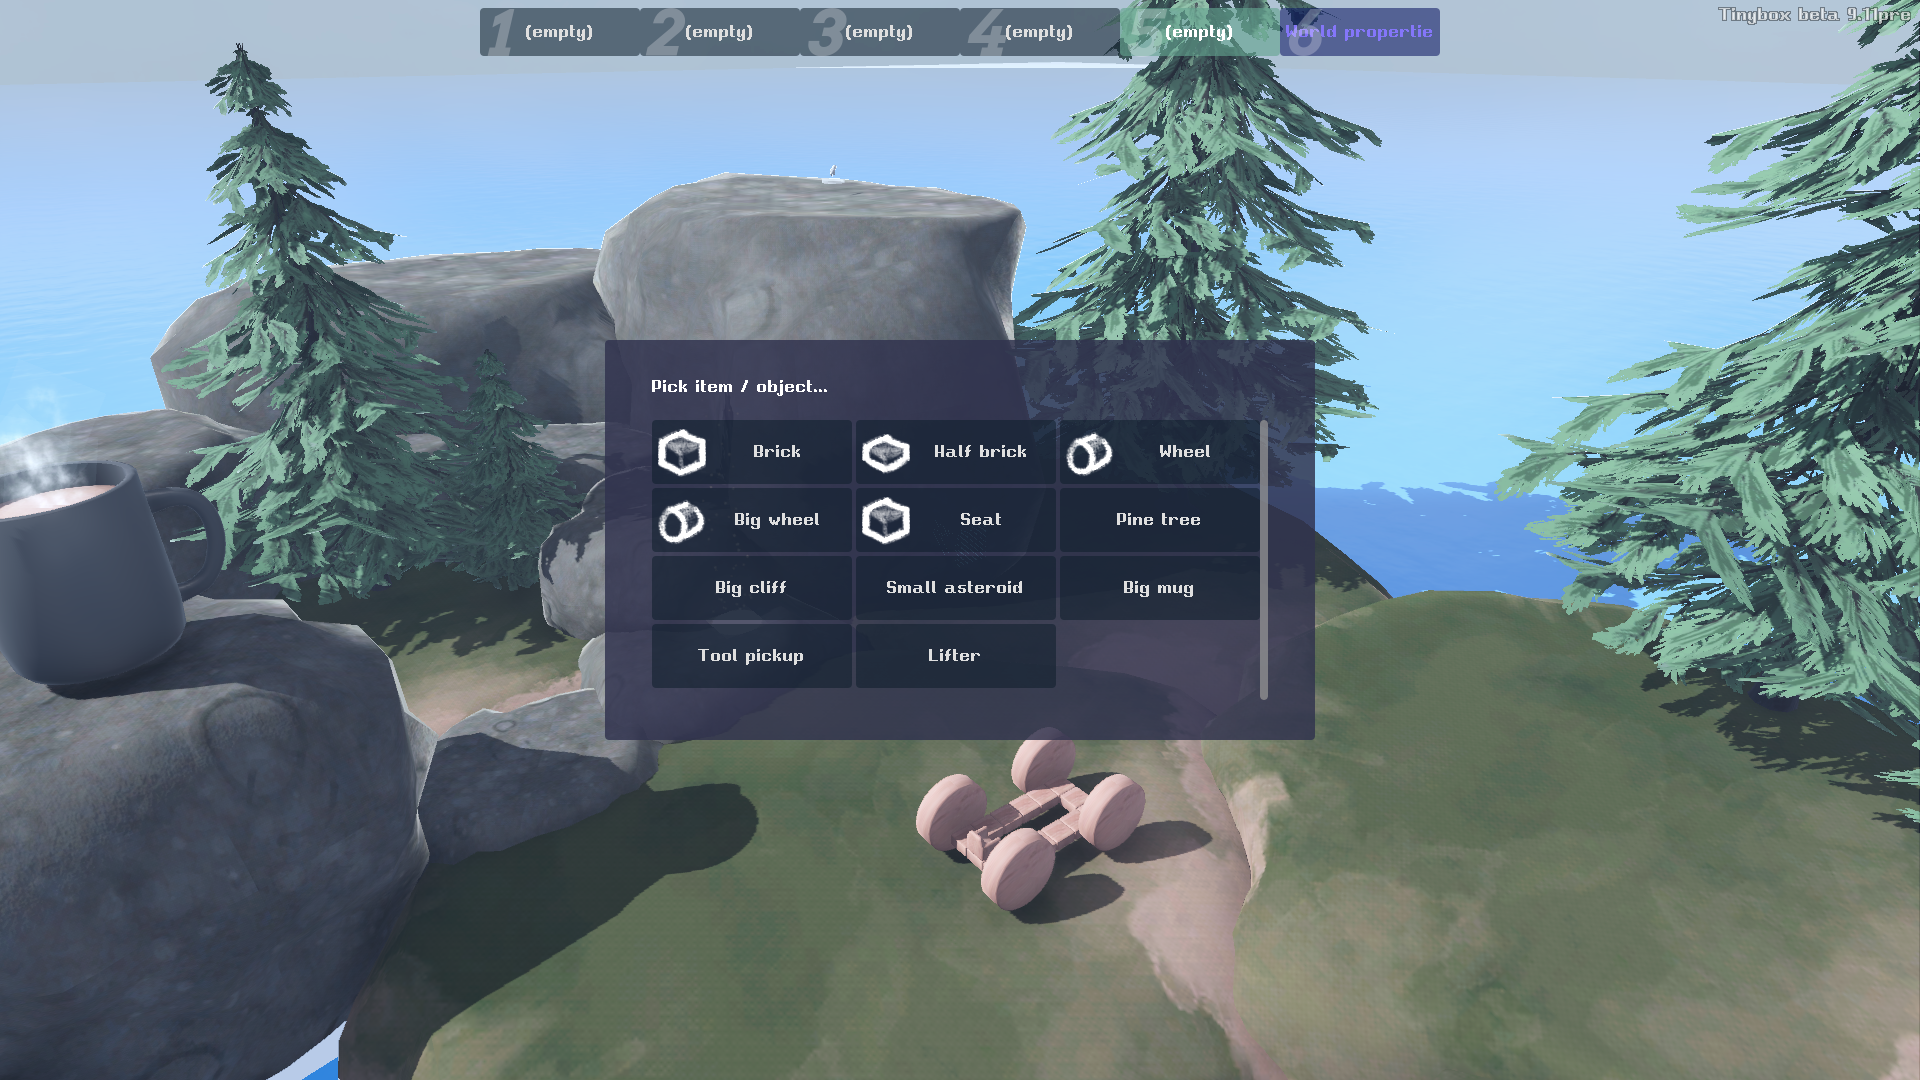 1 (empty) 2 (empty) 3 (empty) 4 (empty) 5 (empty) 6 World propertie
Tinybox beta 9.11pre
Pick item / object...
Brick Half brick Wheel
Big wheel Seat Pine tree
Big cliff Small asteroid Big mug
Tool pickup Lifter